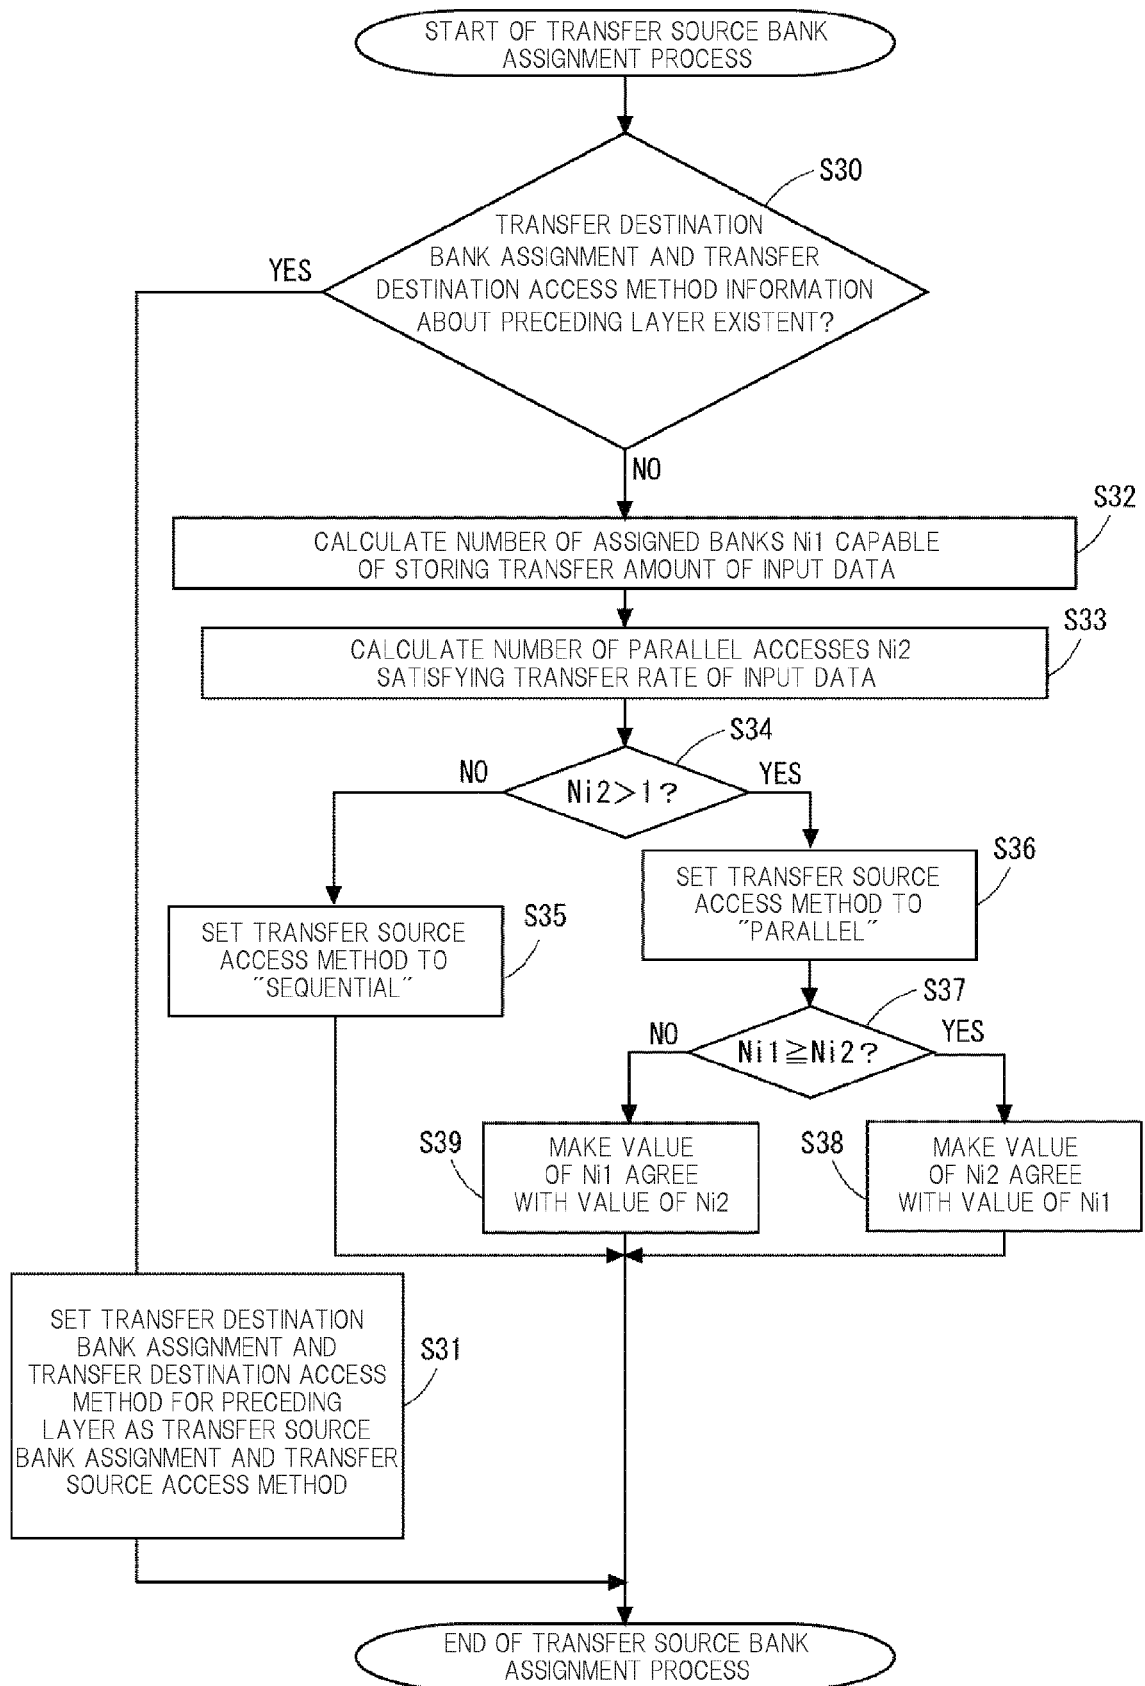 START OF TRANSFER SOURCE BANK
ASSIGNMENT PROCESS
S30
TRANSFER DESTINATION
BANK ASSIGNMENT AND TRANSFER
DESTINATION ACCESS METHOD INFORMATION
ABOUT PRECEDING LAYER EXISTENT?
YES
NO
S32
CALCULATE NUMBER OF ASSIGNED BANKS Ni1 CAPABLE
OF STORING TRANSFER AMOUNT OF INPUT DATA
S33
CALCULATE NUMBER OF PARALLEL ACCESSES Ni2
SATISFYING TRANSFER RATE OF INPUT DATA
S34
NO
YES
Ni2>1?
S36
SET TRANSFER SOURCE
ACCESS METHOD TO
"PARALLEL"
S35
SET TRANSFER SOURCE
ACCESS METHOD TO
"SEQUENTIAL"
S37
NO
YES
Ni1≧Ni2?
S39
MAKE VALUE
OF Ni1 AGREE
WITH VALUE OF Ni2
S38
MAKE VALUE
OF Ni2 AGREE
WITH VALUE OF Ni1
SET TRANSFER DESTINATION
BANK ASSIGNMENT AND
TRANSFER DESTINATION ACCESS
METHOD FOR PRECEDING
LAYER AS TRANSFER SOURCE
BANK ASSIGNMENT AND TRANSFER
SOURCE ACCESS METHOD
S31
END OF TRANSFER SOURCE BANK
ASSIGNMENT PROCESS